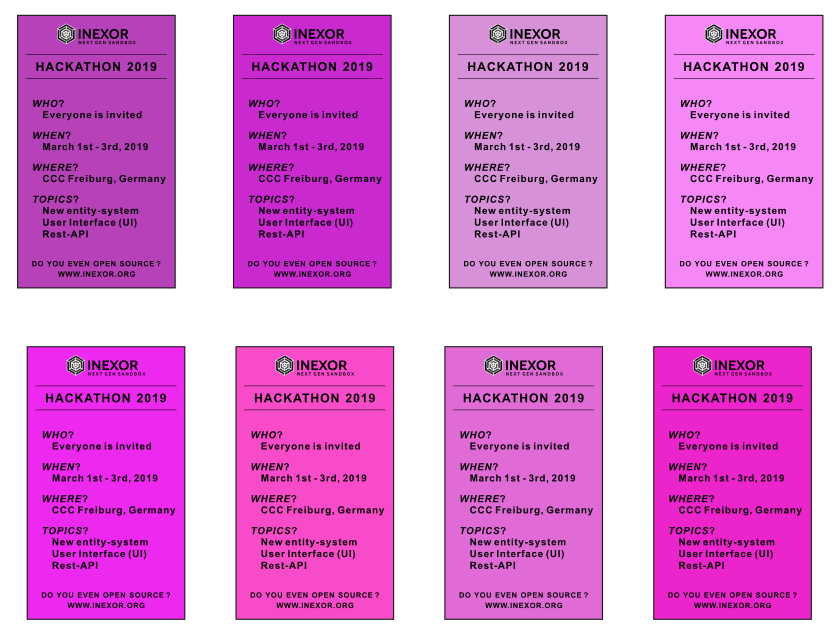 INEXOR
NEXT GEN SANDBOX
HACKATHON 2019
WHO?
Everyone is invited
WHEN?
March 1st - 3rd, 2019
WHERE?
CCC Freiburg, Germany
TOPICS?
New entity-system
User Interface (UI)
Rest-API
DO YOU EVEN OPEN SOURCE?
WWW.INEXOR.ORG
INEXOR
NEXT GEN SANDBOX
HACKATHON 2019
WHO?
Everyone is invited
WHEN?
March 1st - 3rd, 2019
WHERE?
CCC Freiburg, Germany
TOPICS?
New entity-system
User Interface (UI)
Rest-API
DO YOU EVEN OPEN SOURCE?
WWW.INEXOR.ORG
INEXOR
NEXT GEN SANDBOX
HACKATHON 2019
WHO?
Everyone is invited
WHEN?
March 1st - 3rd, 2019
WHERE?
CCC Freiburg, Germany
TOPICS?
New entity-system
User Interface (UI)
Rest-API
DO YOU EVEN OPEN SOURCE?
WWW.INEXOR.ORG
INEXOR
NEXT GEN SANDBOX
HACKATHON 2019
WHO?
Everyone is invited
WHEN?
March 1st - 3rd, 2019
WHERE?
CCC Freiburg, Germany
TOPICS?
New entity-system
User Interface (UI)
Rest-API
DO YOU EVEN OPEN SOURCE?
WWW.INEXOR.ORG
INEXOR
NEXT GEN SANDBOX
HACKATHON 2019
WHO?
Everyone is invited
WHEN?
March 1st - 3rd, 2019
WHERE?
CCC Freiburg, Germany
TOPICS?
New entity-system
User Interface (UI)
Rest-API
DO YOU EVEN OPEN SOURCE?
WWW.INEXOR.ORG
INEXOR
NEXT GEN SANDBOX
HACKATHON 2019
WHO?
Everyone is invited
WHEN?
March 1st - 3rd, 2019
WHERE?
CCC Freiburg, Germany
TOPICS?
New entity-system
User Interface (UI)
Rest-API
DO YOU EVEN OPEN SOURCE?
WWW.INEXOR.ORG
INEXOR
NEXT GEN SANDBOX
HACKATHON 2019
WHO?
Everyone is invited
WHEN?
March 1st - 3rd, 2019
WHERE?
CCC Freiburg, Germany
TOPICS?
New entity-system
User Interface (UI)
Rest-API
DO YOU EVEN OPEN SOURCE?
WWW.INEXOR.ORG
INEXOR
NEXT GEN SANDBOX
HACKATHON 2019
WHO?
Everyone is invited
WHEN?
March 1st - 3rd, 2019
WHERE?
CCC Freiburg, Germany
TOPICS?
New entity-system
User Interface (UI)
Rest-API
DO YOU EVEN OPEN SOURCE?
WWW.INEXOR.ORG